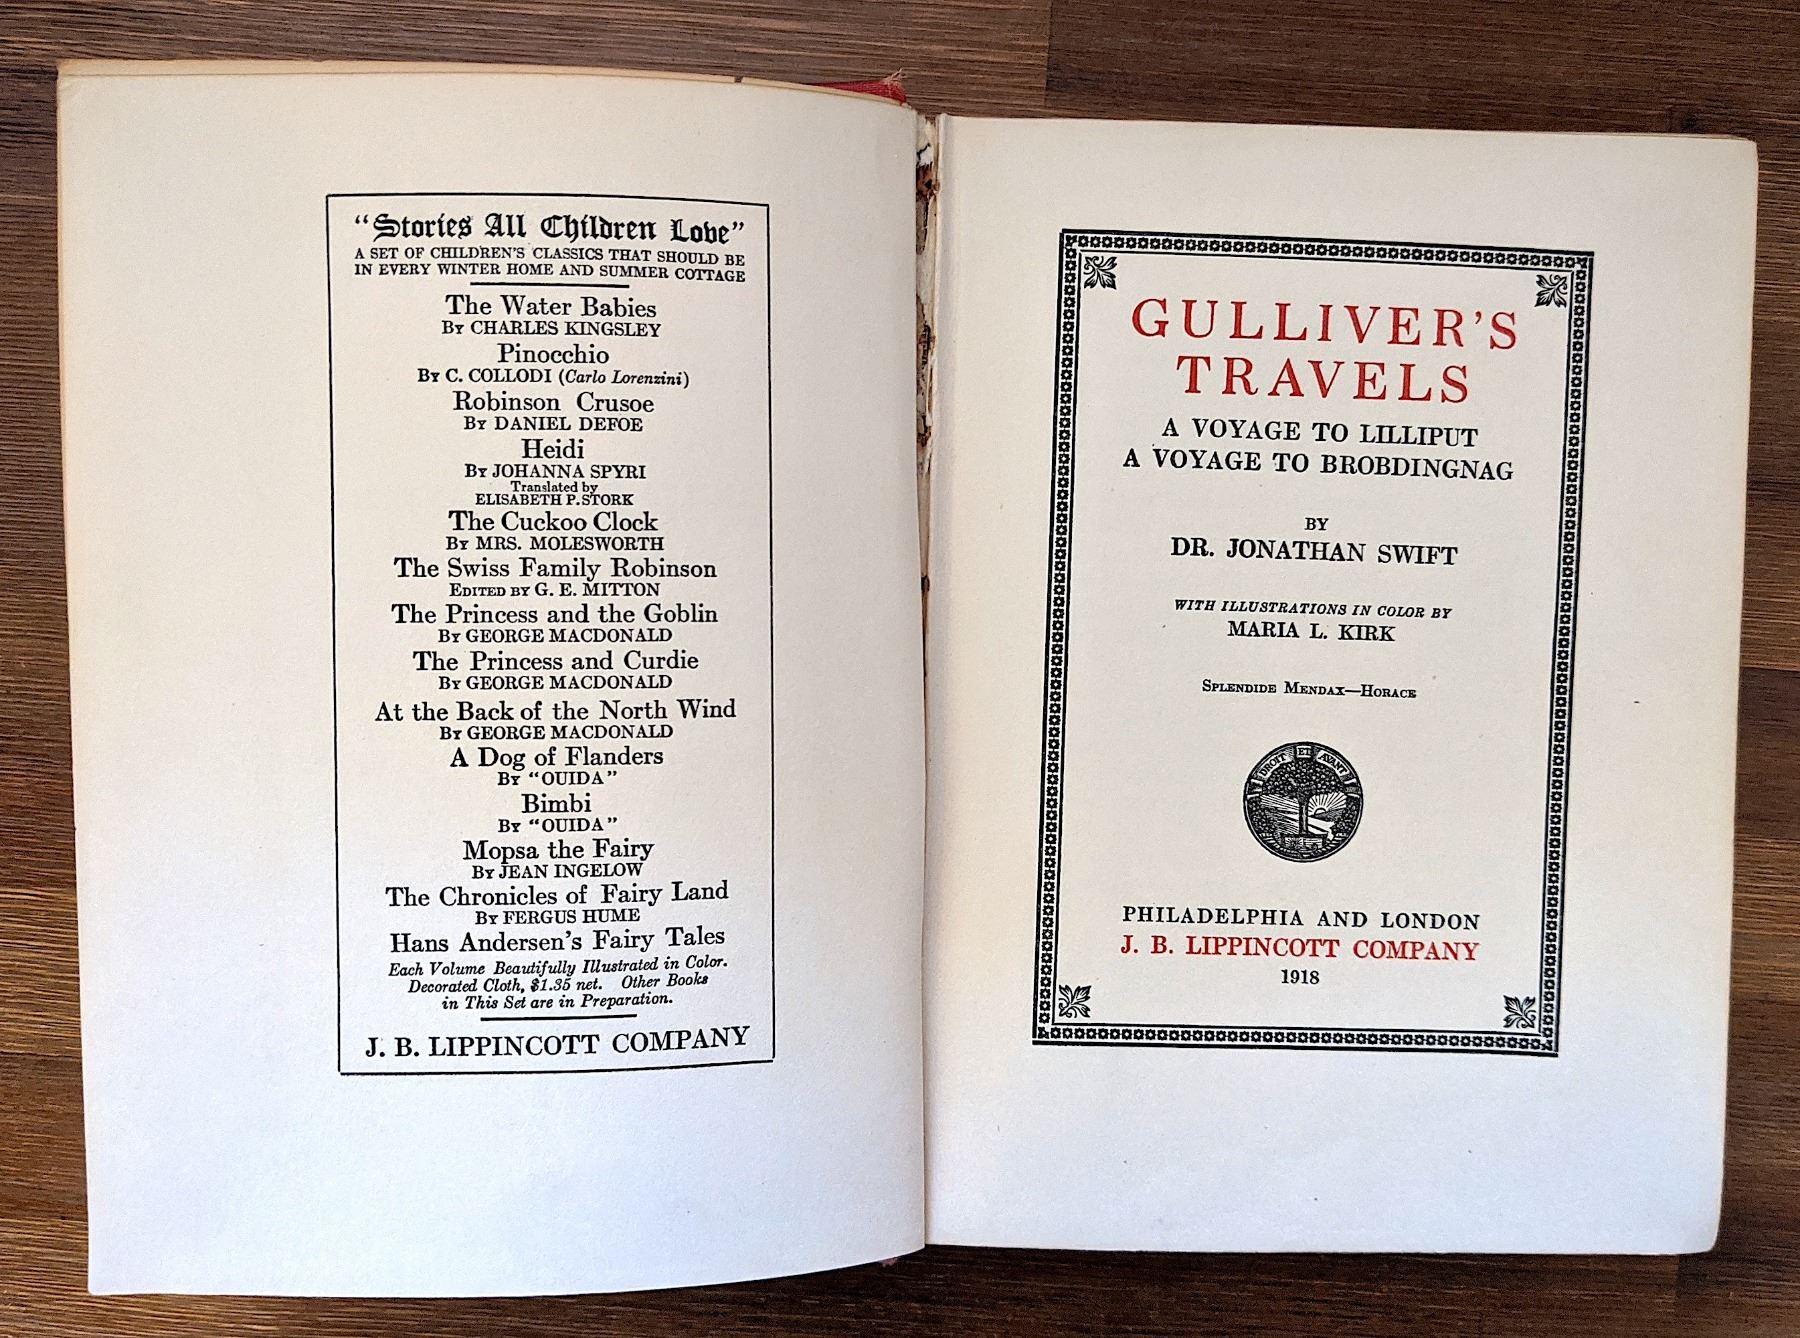 “Stories All Children Love”
A SET OF CHILDREN'S CLASSICS THAT SHOULD BE
IN EVERY WINTER HOME AND SUMMER COTTAGE
The Water Babies
By CHARLES KINGSLEY
Pinocchio
By C. COLLODI (Carlo Lorenzini)
Robinson Crusoe
By DANIEL DEFOE
Heidi
By JOHANNA SPYRI
Translated by
ELISABETH P. STORK
The Cuckoo Clock
By MRS. MOLESWORTH
The Swiss Family Robinson
EDITED BY G. E. MITTON
The Princess and the Goblin
By GEORGE MACDONALD
The Princess and Curdie
By GEORGE MACDONALD
At the Back of the North Wind
By GEORGE MACDONALD
A Dog of Flanders
By “OUIDA”
Bimbi
By “OUIDA”
Mopsa the Fairy
By JEAN INGELOW
The Chronicles of Fairy Land
By FERGUS HUME
Hans Andersen's Fairy Tales
Each Volume Beautifully Illustrated in Color.
Decorated Cloth, $1.35 net. Other Books
in This Set are in Preparation.
J. B. LIPPINCOTT COMPANY
GULLIVER'S
TRAVELS
A VOYAGE TO LILLIPUT
A VOYAGE TO BROBDINGNAG
BY
DR. JONATHAN SWIFT
WITH ILLUSTRATIONS IN COLOR BY
MARIA L. KIRK
SPLENDIDE MENDAX—HORACE
DROIT ET AVANT
PHILADELPHIA AND LONDON
J. B. LIPPINCOTT COMPANY
1918